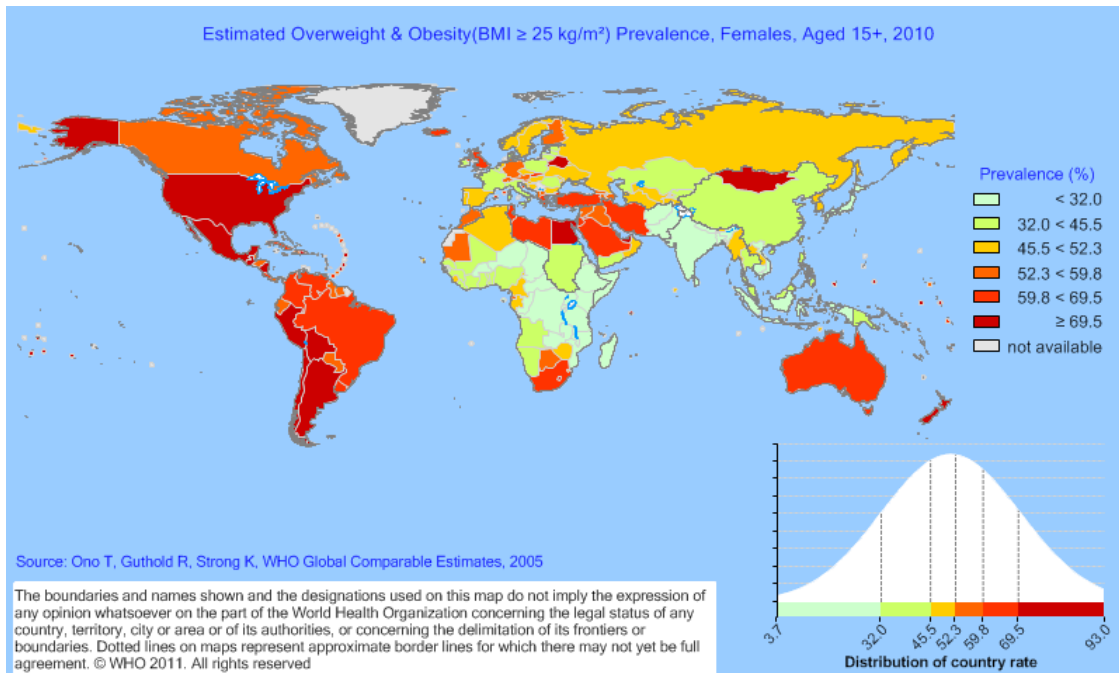 Estimated Overweight & Obesity(BMI ≥ 25 kg/m²) Prevalence, Females, Aged 15+, 2010
Prevalence (%)
< 32.0
32.0 < 45.5
45.5 < 52.3
52.3 < 59.8
59.8 < 69.5
≥ 69.5
not available
Source: Ono T, Guthold R, Strong K, WHO Global Comparable Estimates, 2005
The boundaries and names shown and the designations used on this map do not imply the expression of
any opinion whatsoever on the part of the World Health Organization concerning the legal status of any
country, territory, city or area or of its authorities, or concerning the delimitation of its frontiers or
boundaries. Dotted lines on maps represent approximate border lines for which there may not yet be full
agreement. © WHO 2011. All rights reserved
3.7 32.0 45.5 52.3 59.8 69.5 93.0
Distribution of country rate